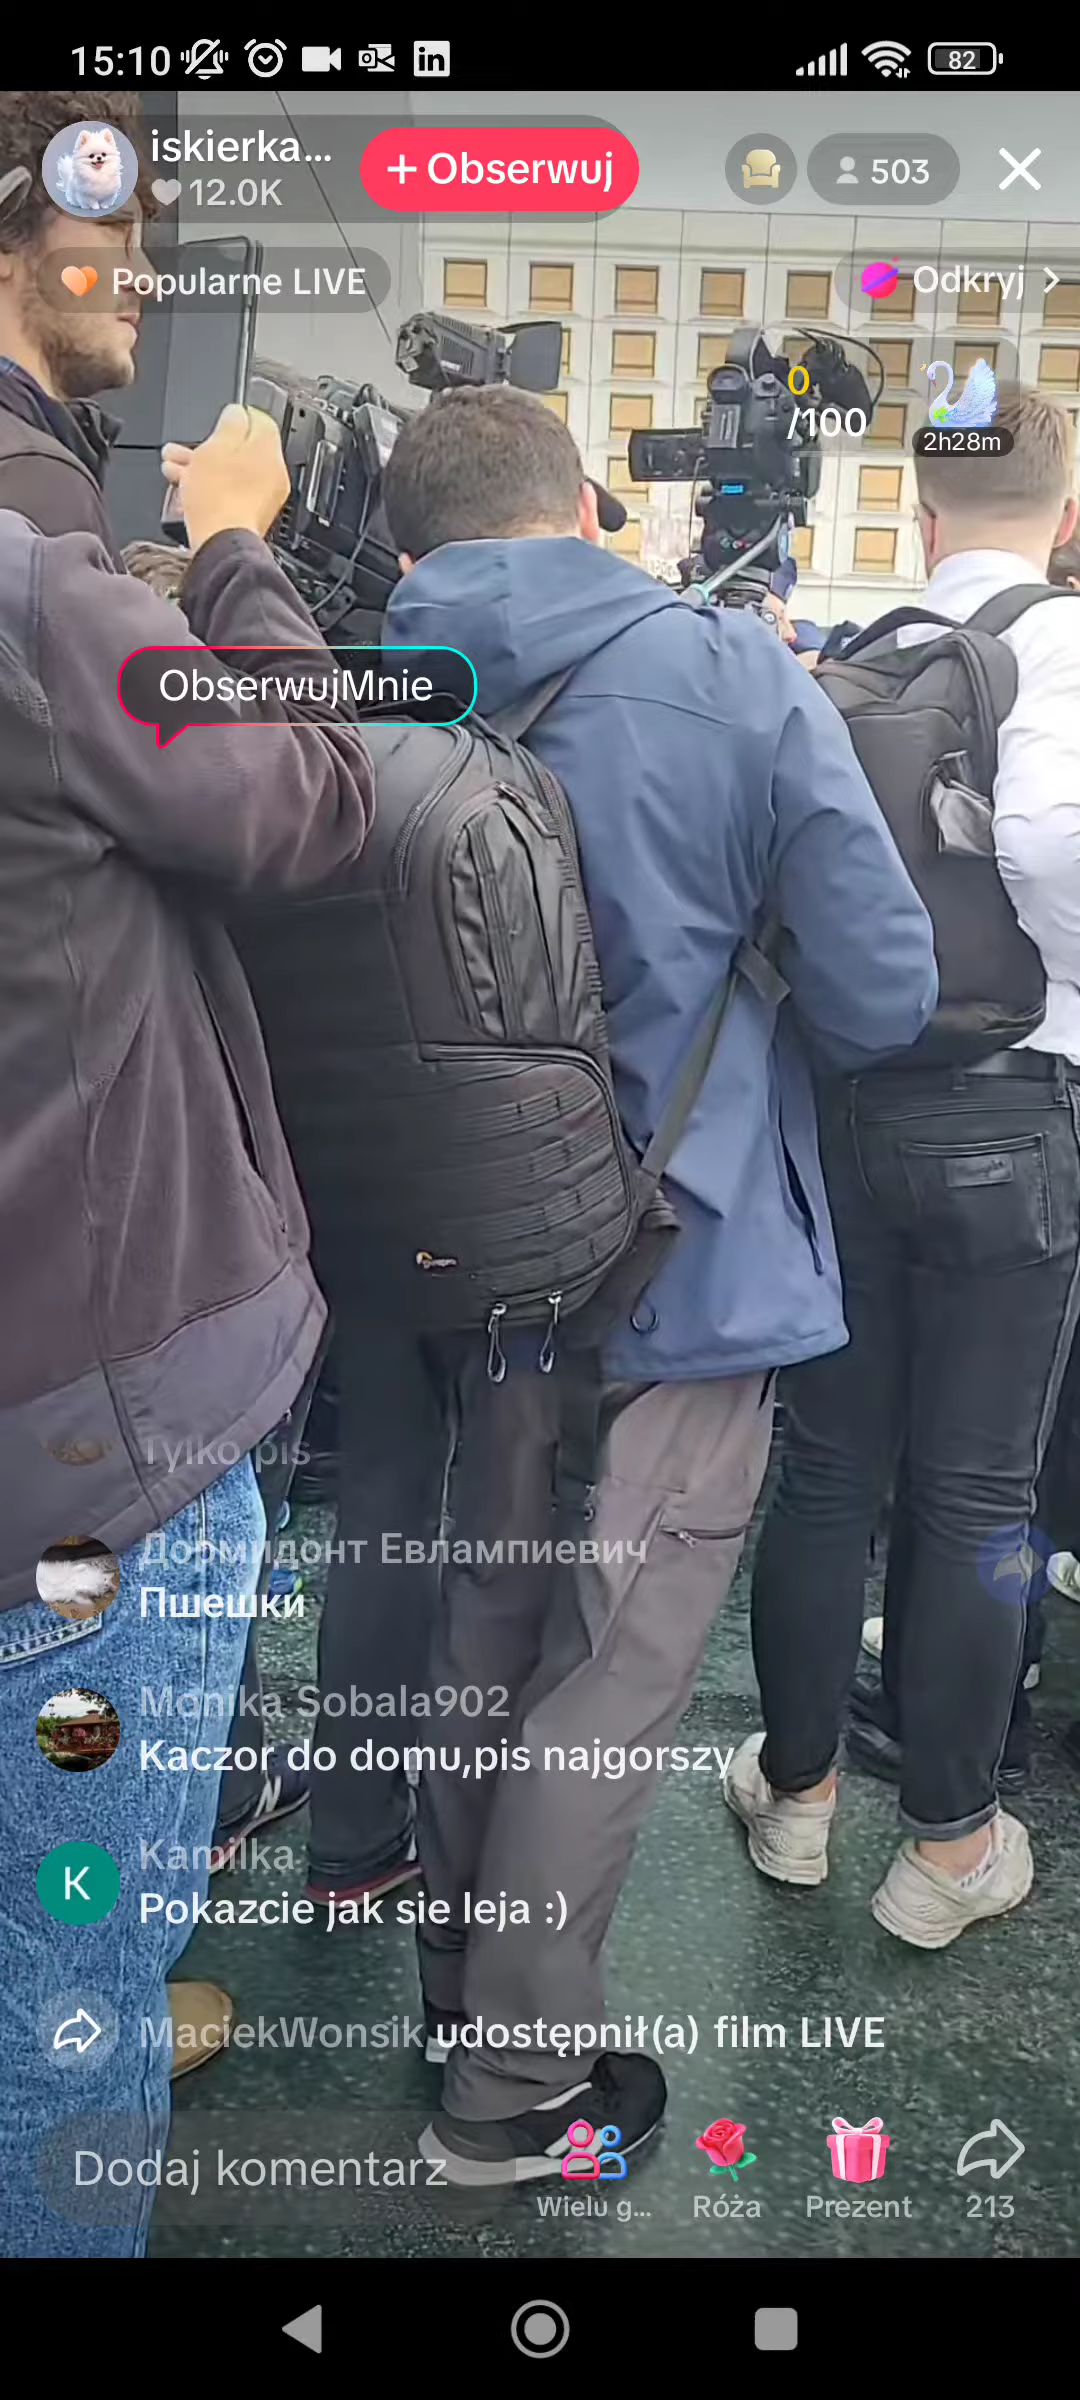 15:10
82
iskierka...
+ Obserwuj
503
12.0K
Popularne LIVE
Odkryj
0
/100
2h28m
ObserwujMnie
Tylko pis
Дормидонт Евлампиевич
Пшешки
Monika Sobala902
Kaczor do domu,pis najgorszy
Kamilka
K
Pokazcie jak sie leja :)
MaciekWonsik udostępnił(a) film LIVE
Dodaj komentarz
Wielu g...
Róża
Prezent
213